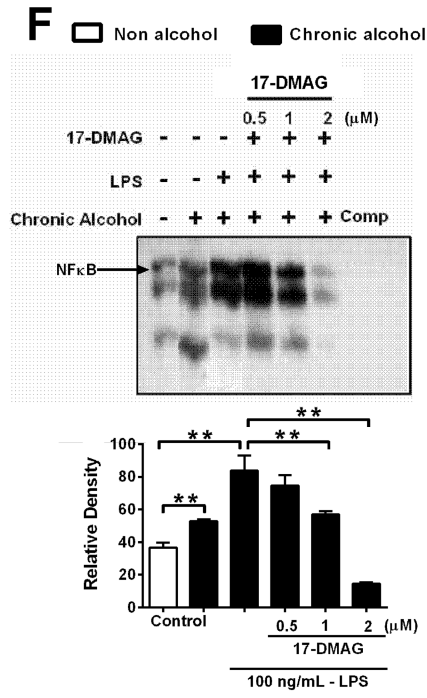 F Non alcohol Chronic alcohol
17-DMAG
0.5 1 2 (μM)
17-DMAG - - - + + +
LPS - - + + + +
Chronic Alcohol - + + + + + Comp
NFκB
** **
** **
100
80
60
40
20
0
Relative Density
Control 0.5 1 2 (μM)
17-DMAG
100 ng/mL - LPS